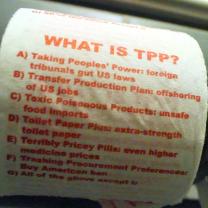 WHAT IS TPP?
A) Taking Peoples' Power: foreign
tribunals gut US laws
B) Transfer Production Plan: offshoring
of US jobs
C) Toxic Poisonous Products: unsafe
food imports
D) Toilet Paper Plus: extra-strength
toilet paper
E) Terribly Pricey Pills: even higher
medicine prices
F) Trashing Procurement Preferences:
Buy American ban
G) All of the above except